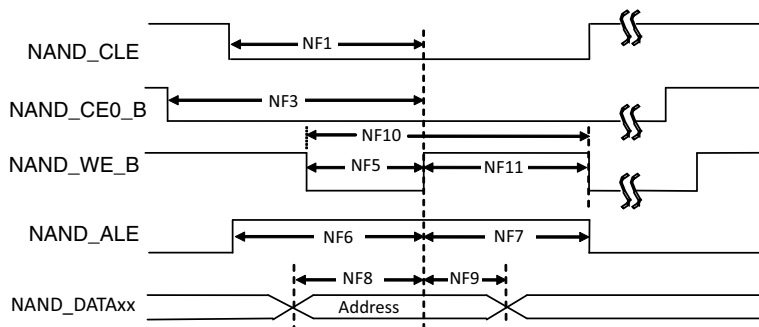 NAND_CLE
NF1
NAND_CE0_B
NF3
NF10
NAND_WE_B
NF5
NF11
NAND_ALE
NF6
NF7
NF8
NF9
NAND_DATAxx
Address